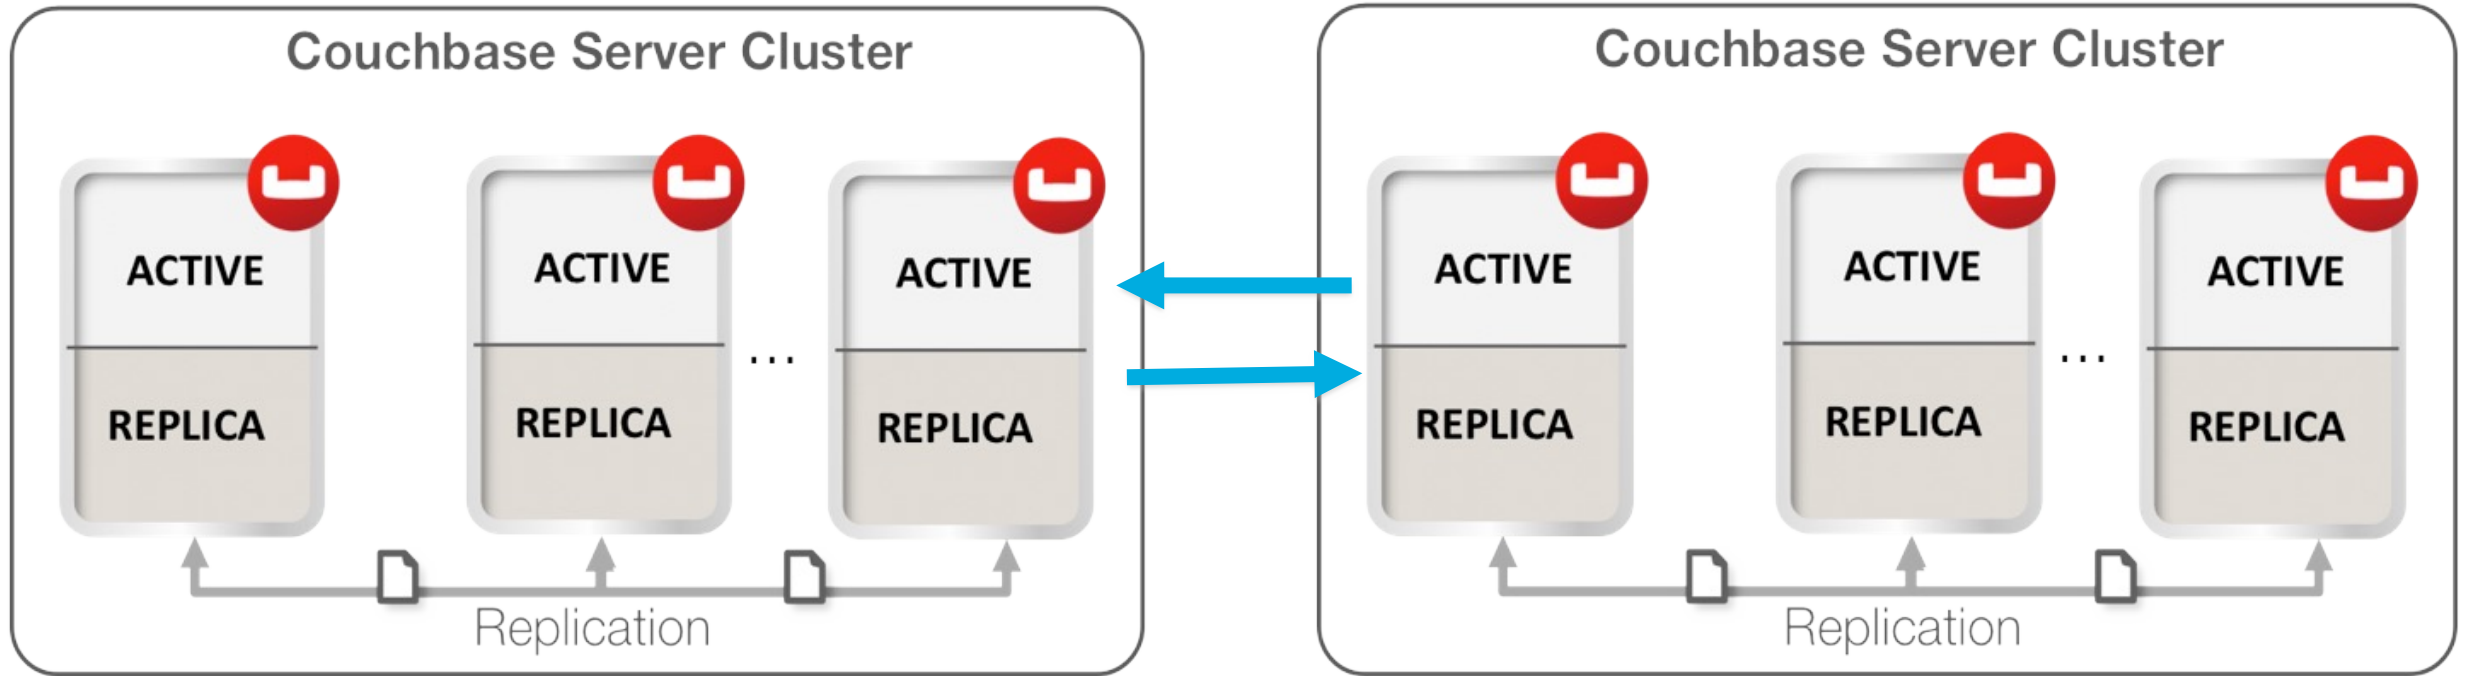 Couchbase Server Cluster
ACTIVE
REPLICA
ACTIVE
REPLICA
...
ACTIVE
REPLICA
Replication
Couchbase Server Cluster
ACTIVE
REPLICA
ACTIVE
REPLICA
...
ACTIVE
REPLICA
Replication